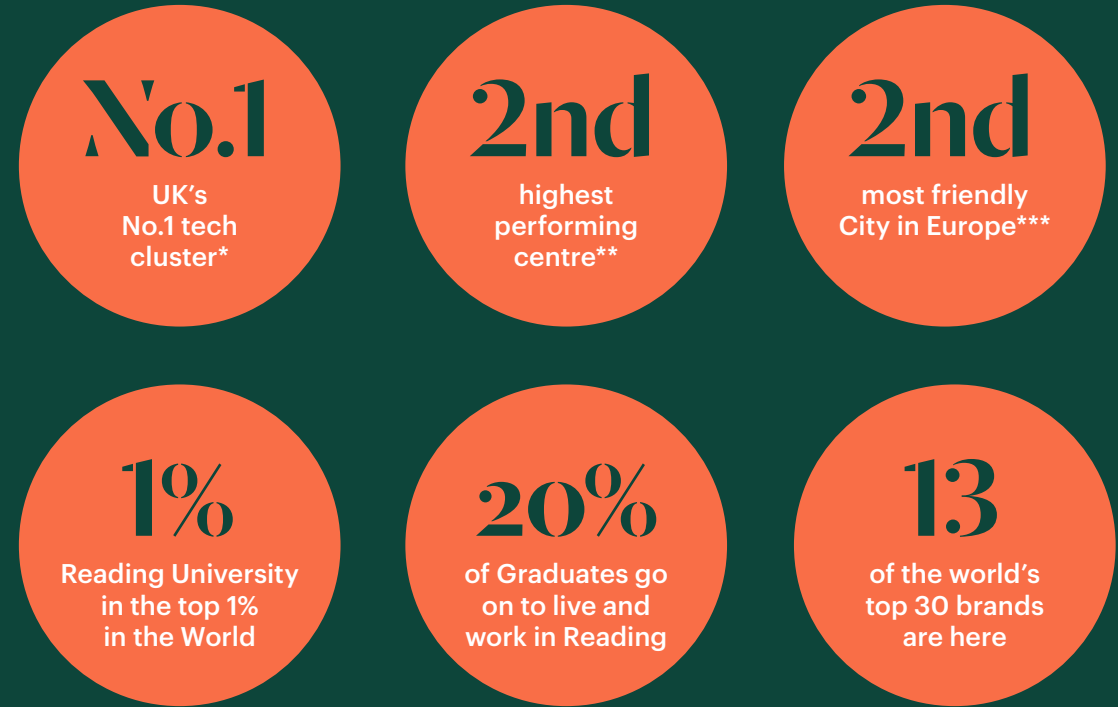 No.1
UK’s
No.1 tech
cluster*
2nd
highest
performing
centre**
2nd
most friendly
City in Europe***
1%
Reading University
in the top 1%
in the World
20%
of Graduates go
on to live and
work in Reading
13
of the world’s
top 30 brands
are here